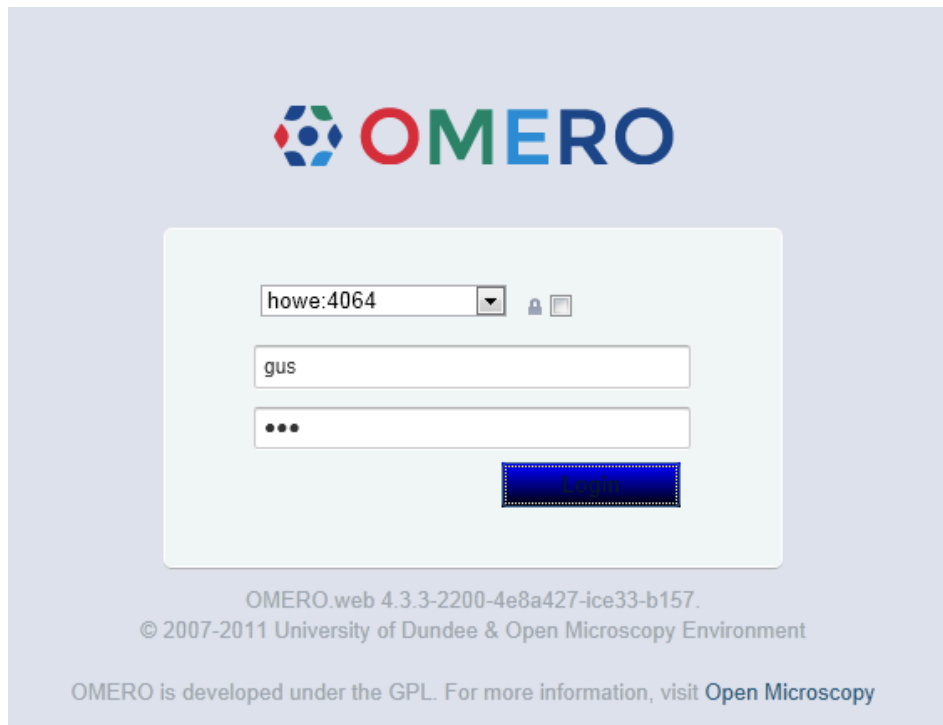 OMERO
howe:4064
gus
•••
Login
OMERO.web 4.3.3-2200-4e8a427-ice33-b157.
© 2007-2011 University of Dundee & Open Microscopy Environment
OMERO is developed under the GPL. For more information, visit Open Microscopy